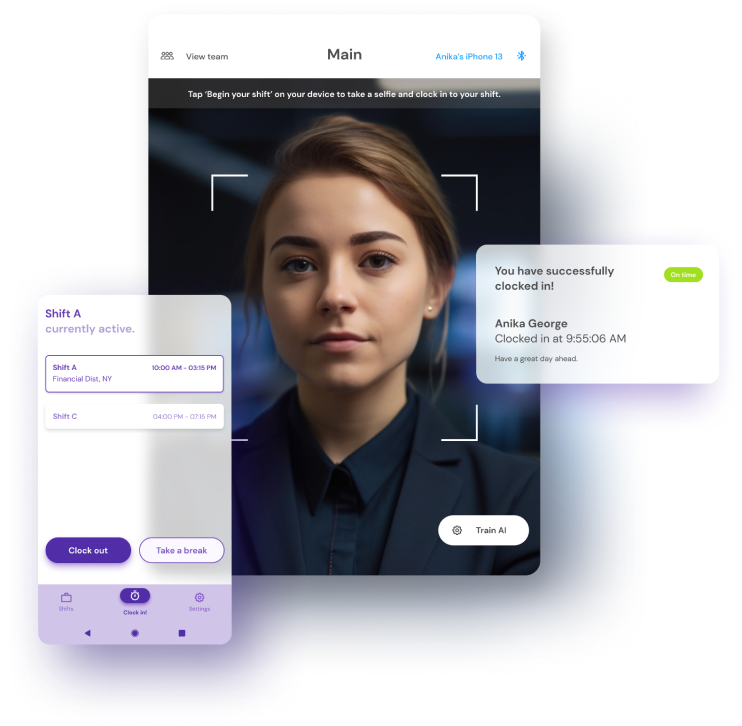 View team
Main
Anika's iPhone 13
Tap ‘Begin your shift’ on your device to take a selfie and clock in to your shift.
You have successfully
clocked in!
On time
Anika George
Clocked in at 9:55:06 AM
Have a great day ahead.
Shift A
currently active.
Shift A
10:00 AM - 03:15 PM
Financial Dist, NY
Shift C
04:00 PM - 07:15 PM
Train AI
Clock out
Take a break
Shifts
Clock in!
Settings